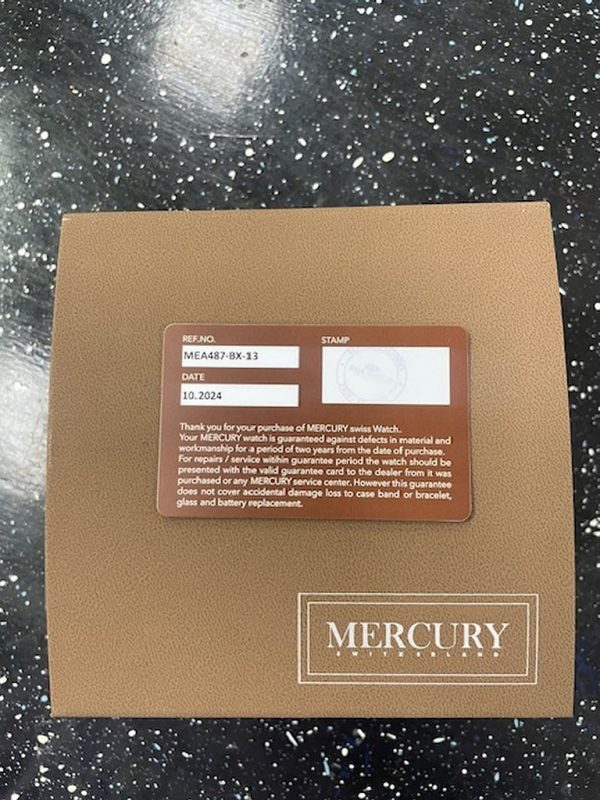 REF.NO.
STAMP
MEA487-BX-13
DATE
10.2024
Thank you for your purchase of MERCURY swiss Watch.
Your MERCURY watch is guaranteed against defects in material and
workmanship for a period of two years from the date of purchase.
For repairs / service witihin guarantee period the watch should be
presented with the valid guarantee card to the dealer from it was
purchased or any MERCURY service center. However this guarantee
does not cover accidental damage loss to case band or bracelet,
glass and battery replacement.
MERCURY
SWITZERLAND